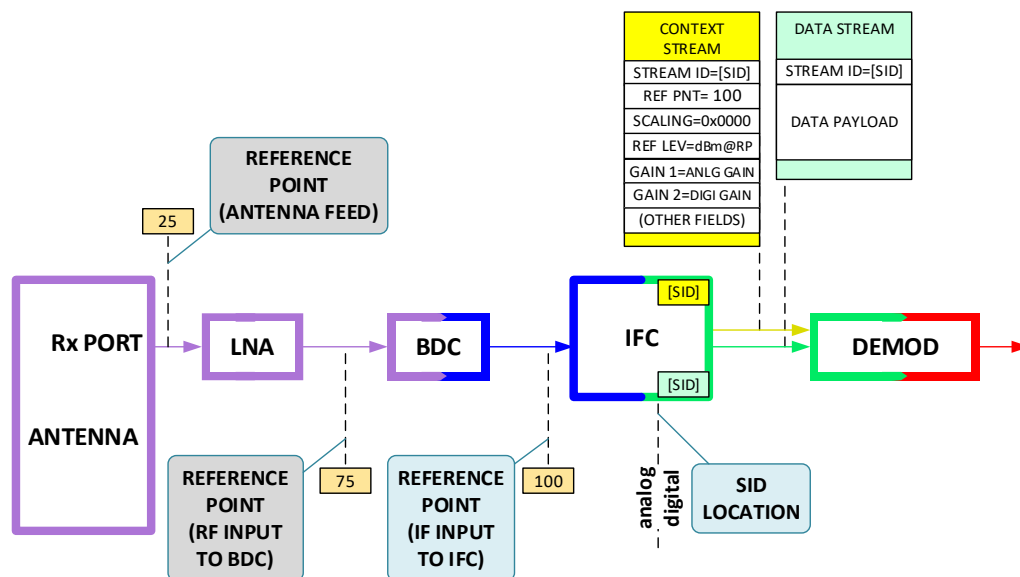 CONTEXT
STREAM
STREAM ID=[SID]
REF PNT= 100
SCALING=0x0000
REF LEV=dBm@RP
GAIN 1=ANLG GAIN
GAIN 2=DIGI GAIN
(OTHER FIELDS)
DATA STREAM
STREAM ID=[SID]
DATA PAYLOAD
REFERENCE
POINT
(ANTENNA FEED)
25
Rx PORT
ANTENNA
LNA
BDC
IFC
[SID]
[SID]
DEMOD
REFERENCE
POINT
(RF INPUT
TO BDC)
75
REFERENCE
POINT
(IF INPUT
TO IFC)
100
analog
digital
SID
LOCATION